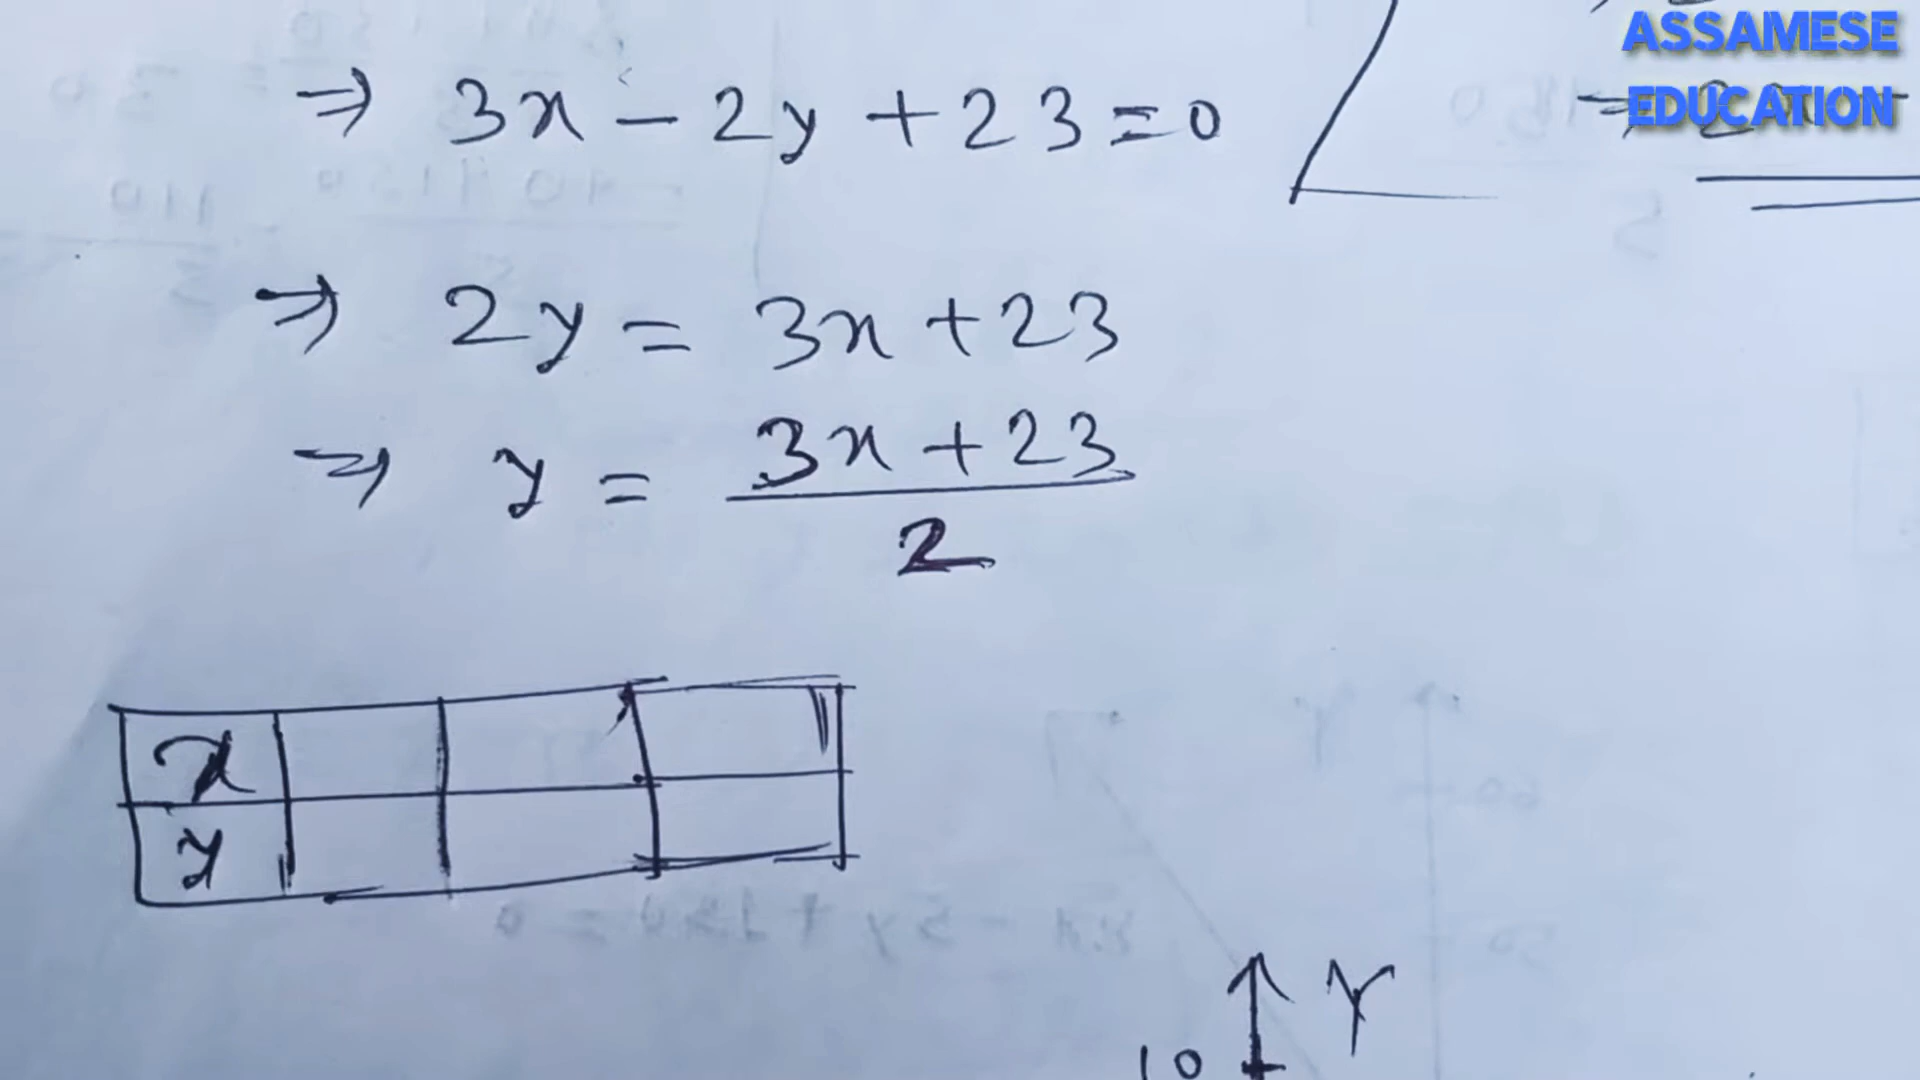 ASSAMESE
EDUCATION
⇒ 3x - 2y + 23 = 0
⇒ 2y = 3x + 23
⇒ y = 3x + 23
2
x
y
Y
10